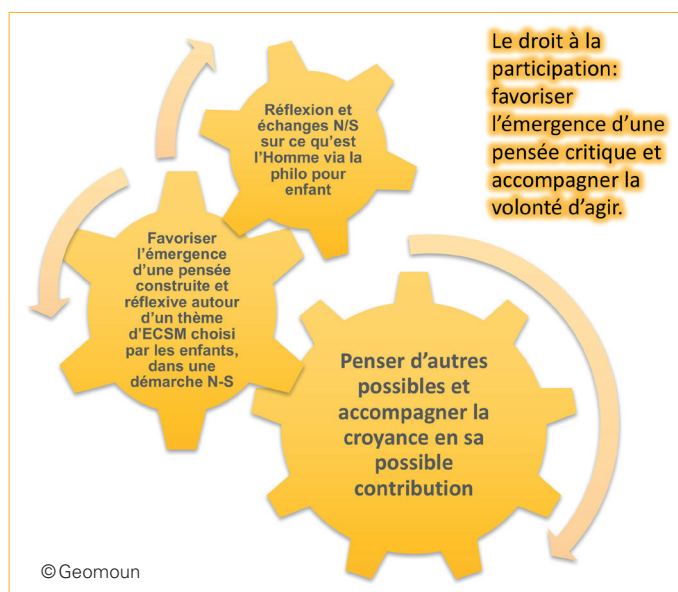 Le droit à la
participation:
favoriser
l’émergence d’une
pensée critique et
accompagner la
volonté d’agir.
Réflexion et
échanges N/S
sur ce qu’est
l’Homme via la
philo pour
enfant
Favoriser
l’émergence
d’une pensée
construite et
réflexive autour
d’un thème
d’ECSM choisi
par les enfants,
dans une
démarche N-S
Penser d’autres
possibles et
accompagner la
croyance en sa
possible
contribution
©Geomoun